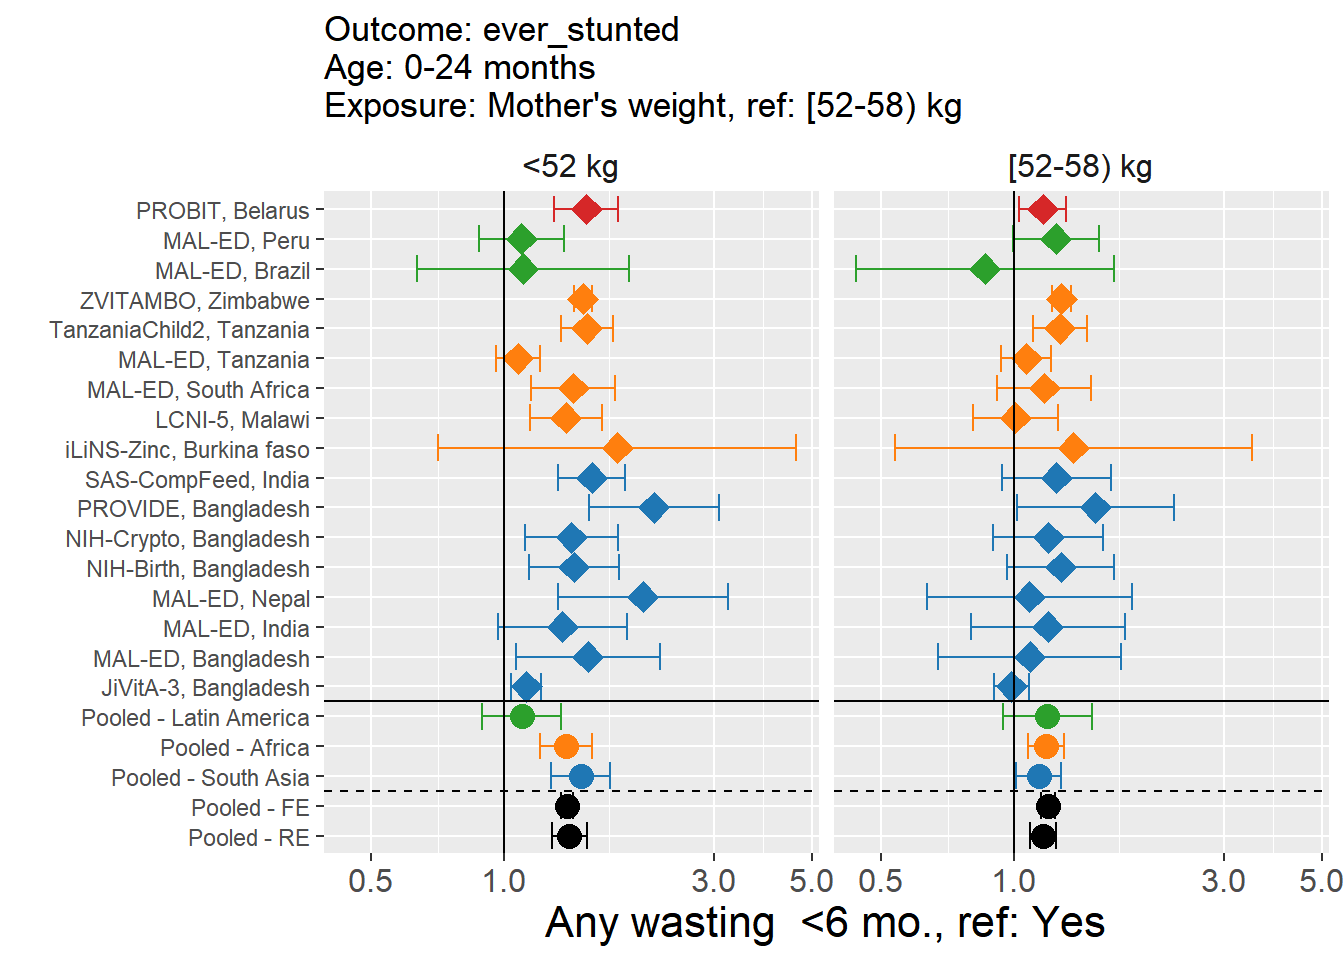 Outcome: ever_stunted
Age: 0-24 months
Exposure: Mother's weight, ref: [52-58) kg
<52 kg
[52-58) kg
PROBIT, Belarus
MAL-ED, Peru
MAL-ED, Brazil
ZVITAMBO, Zimbabwe
TanzaniaChild2, Tanzania
MAL-ED, Tanzania
MAL-ED, South Africa
LCNI-5, Malawi
iLiNS-Zinc, Burkina faso
SAS-CompFeed, India
PROVIDE, Bangladesh
NIH-Crypto, Bangladesh
NIH-Birth, Bangladesh
MAL-ED, Nepal
MAL-ED, India
MAL-ED, Bangladesh
JiVitA-3, Bangladesh
Pooled - Latin America
Pooled - Africa
Pooled - South Asia
Pooled - FE
Pooled - RE
0.5 1.0 3.0 5.0 0.5 1.0 3.0 5.0
Any wasting  <6 mo., ref: Yes